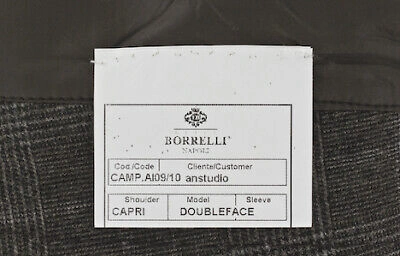 BORRELLI
NAPOLI
Cod./Code Cliente/Customer
CAMP.AI09/10 anstudio
Shoulder Model Sleeve
CAPRI DOUBLEFACE